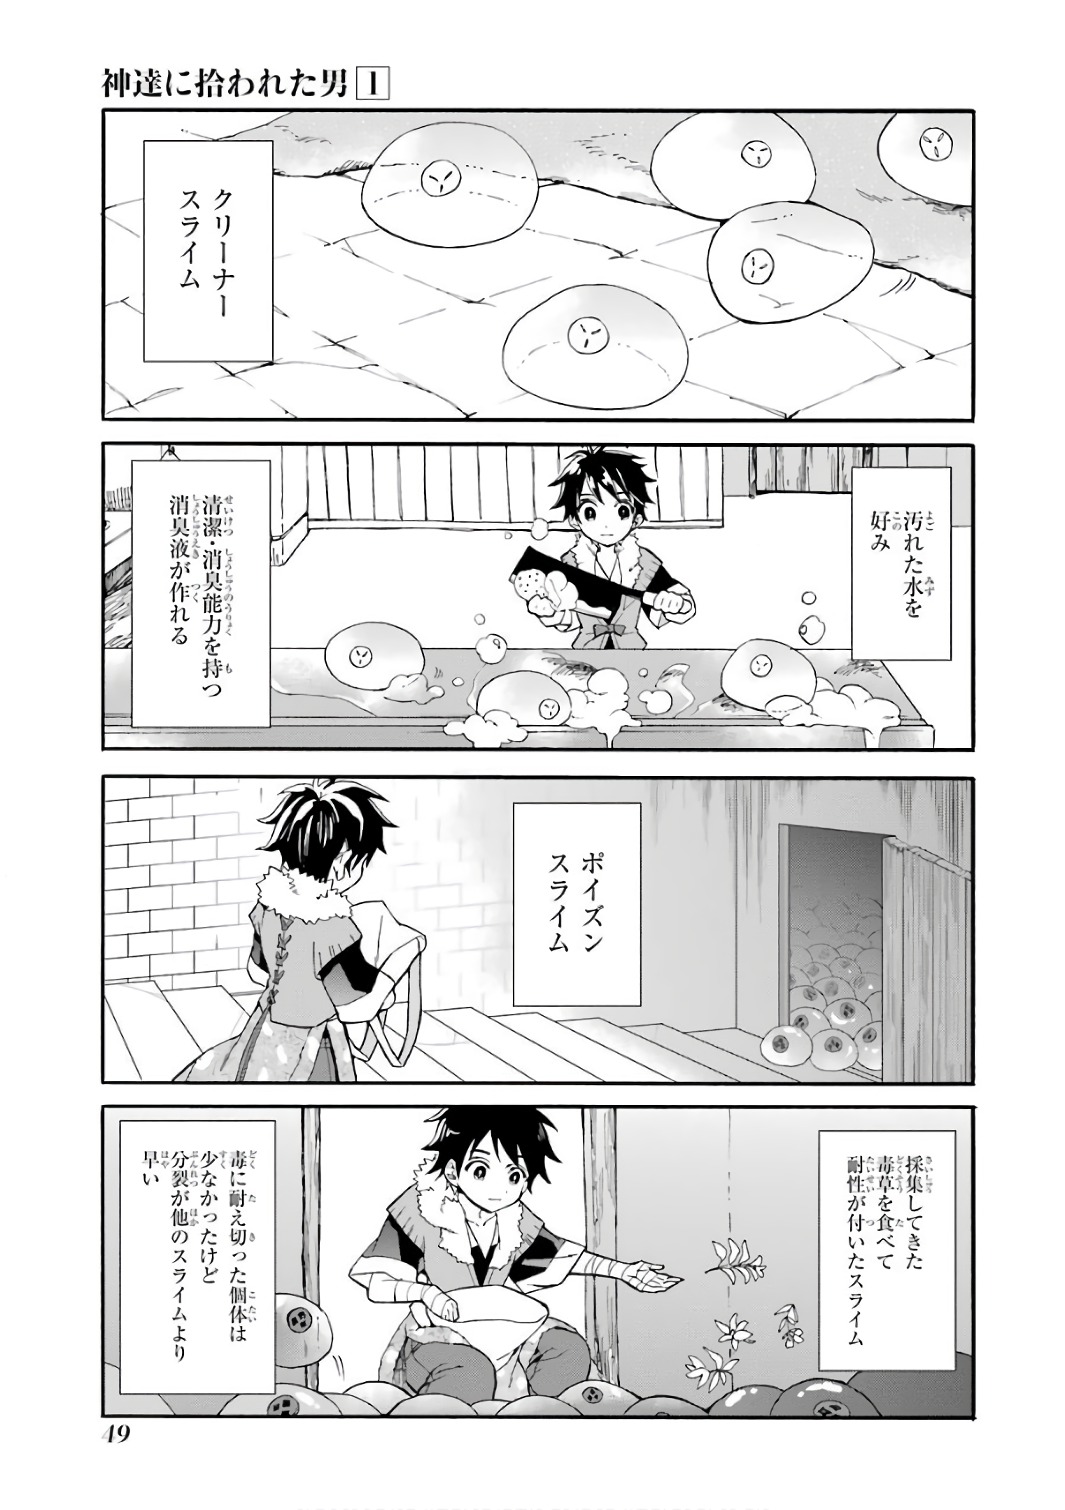 神達に拾われた男 1
クリーナー
スライム
汚れた水を
好み
清潔・消臭能力を持つ
消臭液が作れる
ポイズン
スライム
採集してきた
毒草を食べて
耐性が付いたスライム
毒に耐え切った個体は
少なかったけど
分裂が他のスライムより
早い
49